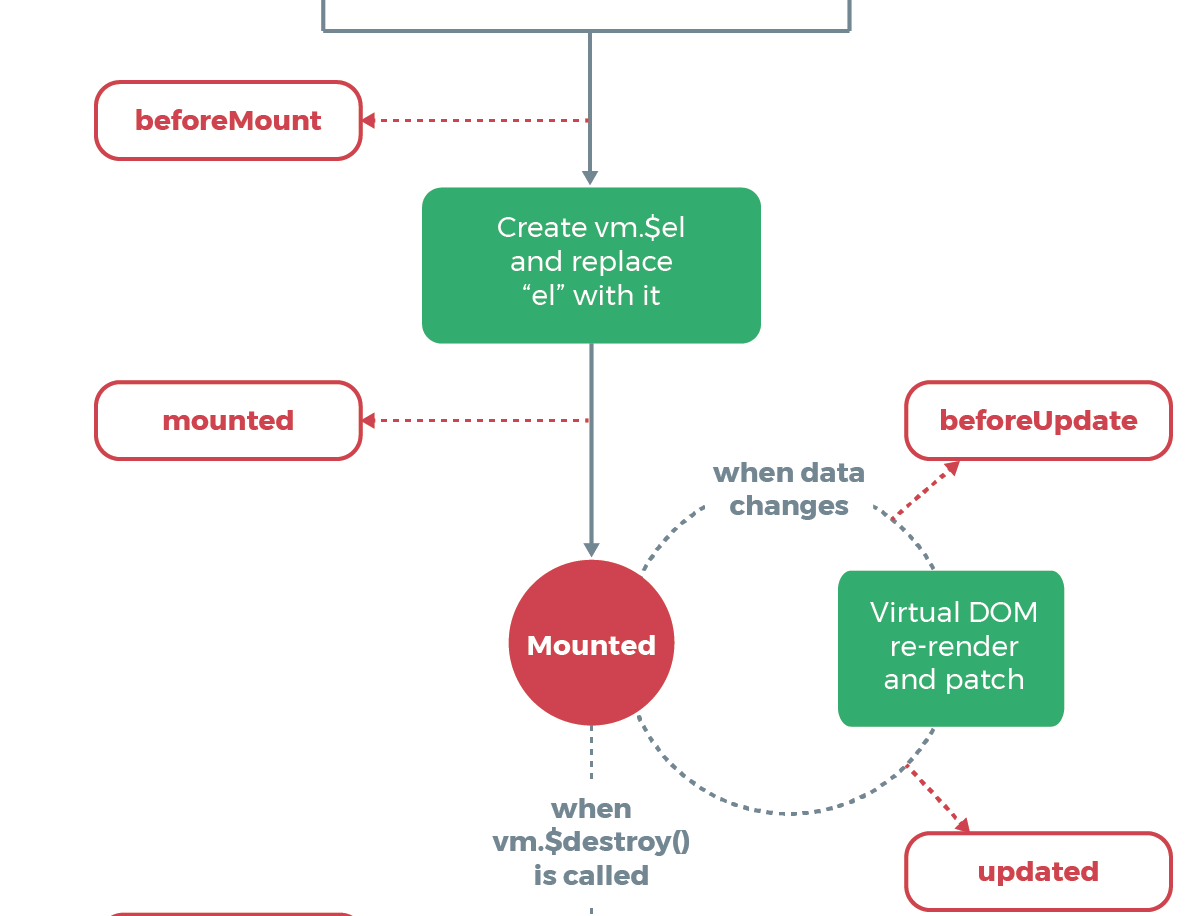 beforeMount
Create vm.$el
and replace
“el” with it
mounted
beforeUpdate
when data
changes
Virtual DOM
re-render
and patch
Mounted
when
vm.$destroy()
is called
updated